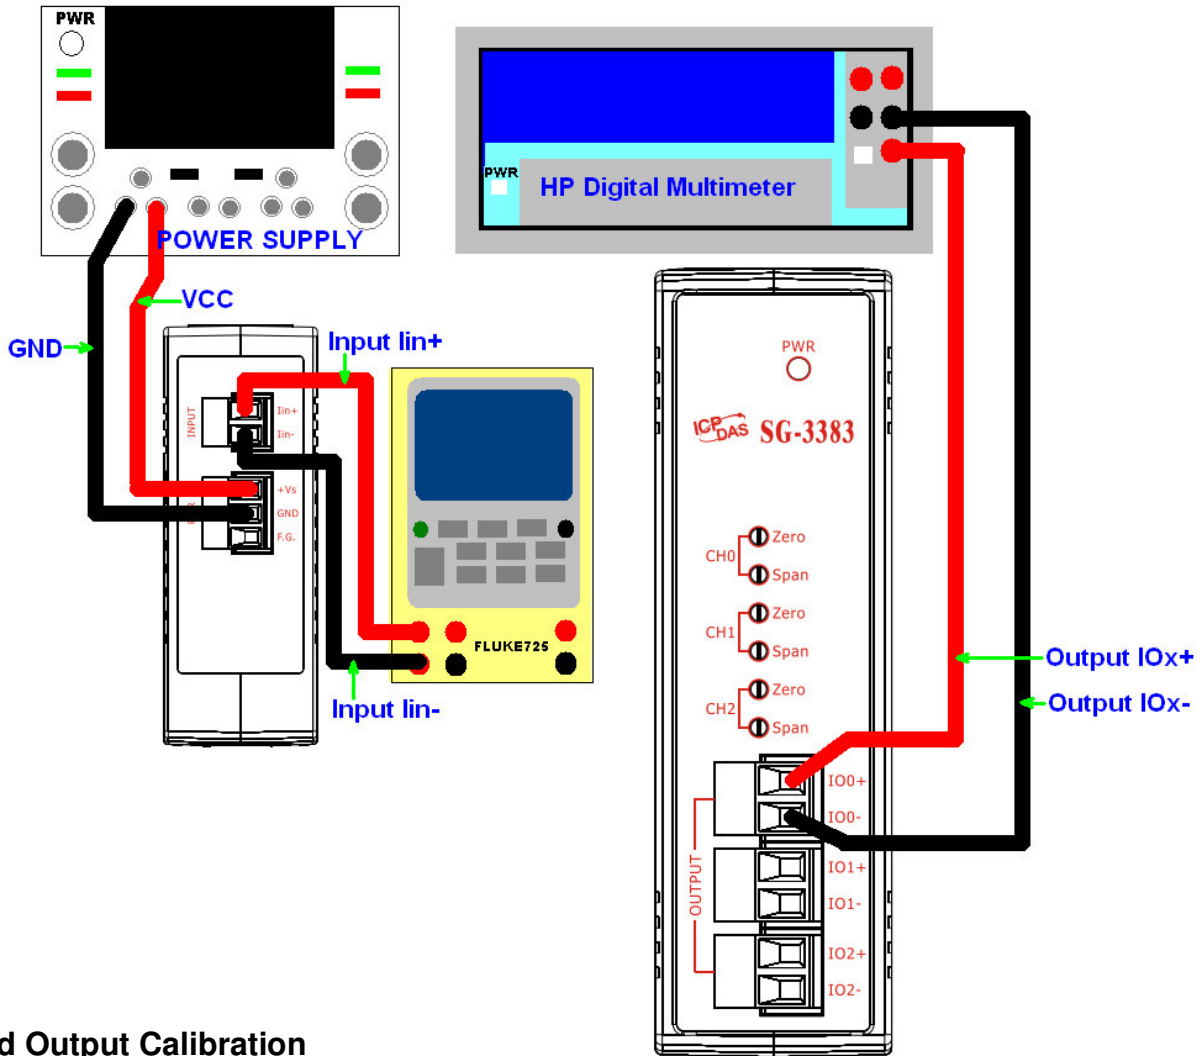 PWR
POWER SUPPLY
PWR
HP Digital Multimeter
VCC
GND
Input Iin+
INPUT
Iin+
Iin-
+Vs
GND
F.G.
FLUKE725
Input Iin-
PWR
ICP DAS SG-3383
CH0
Zero
Span
CH1
Zero
Span
CH2
Zero
Span
Output IOx+
Output IOx-
OUTPUT
IO0+
IO0-
IO1+
IO1-
IO2+
IO2-
d Output Calibration